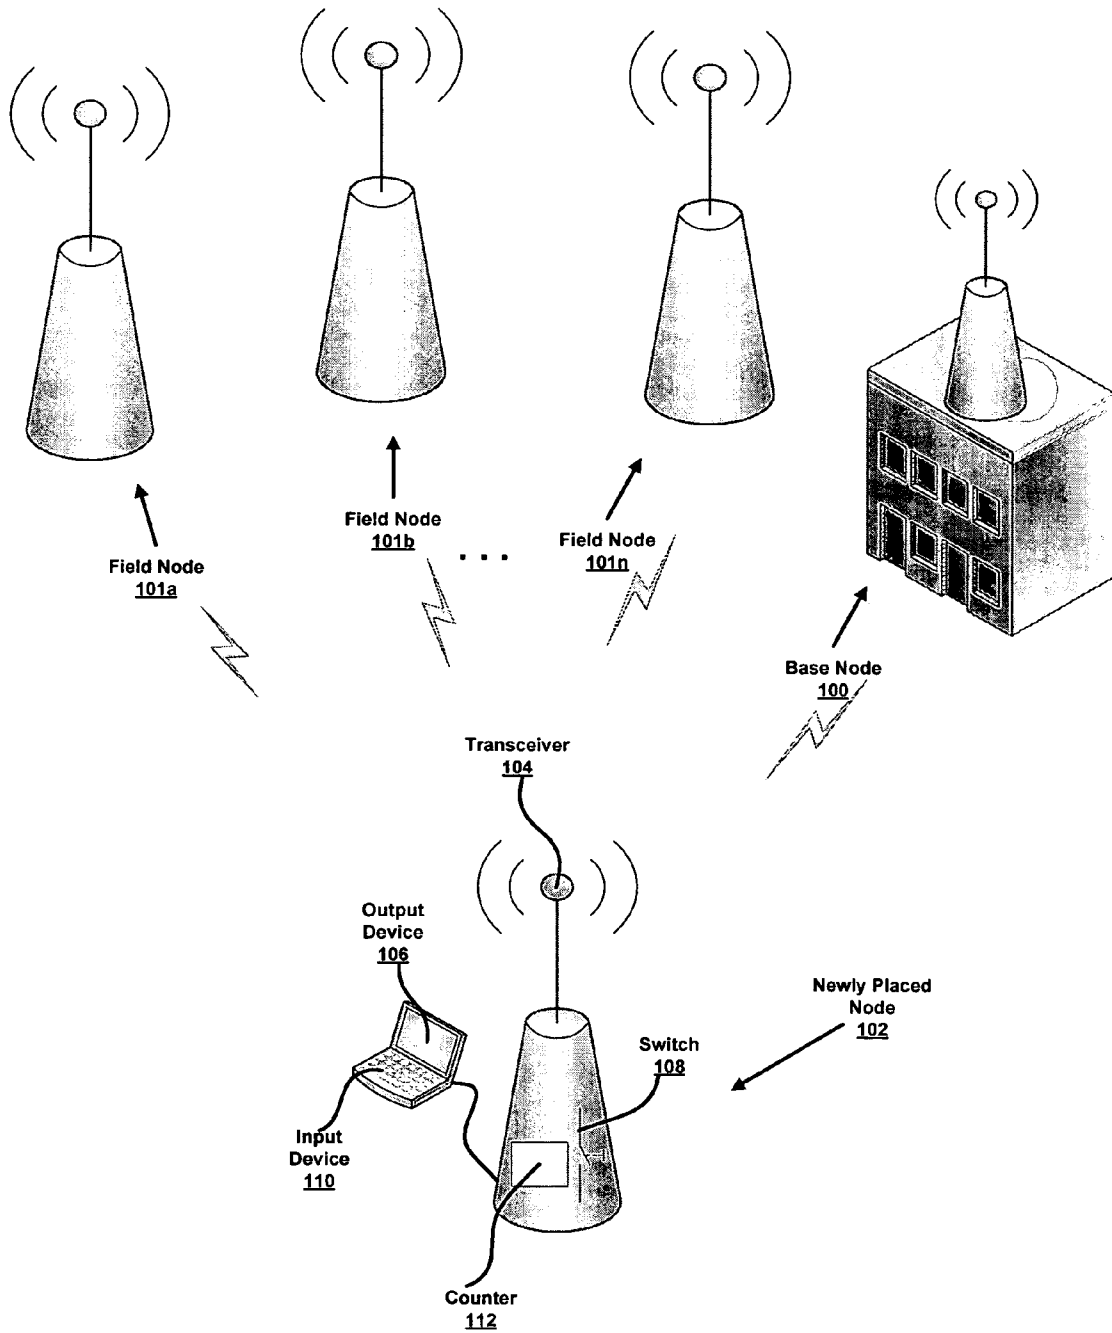 Field Node
101a
Field Node
101b
. . .
Field Node
101n
Base Node
100
Transceiver
104
Output
Device
106
Newly Placed
Node
102
Switch
108
Input
Device
110
Counter
112